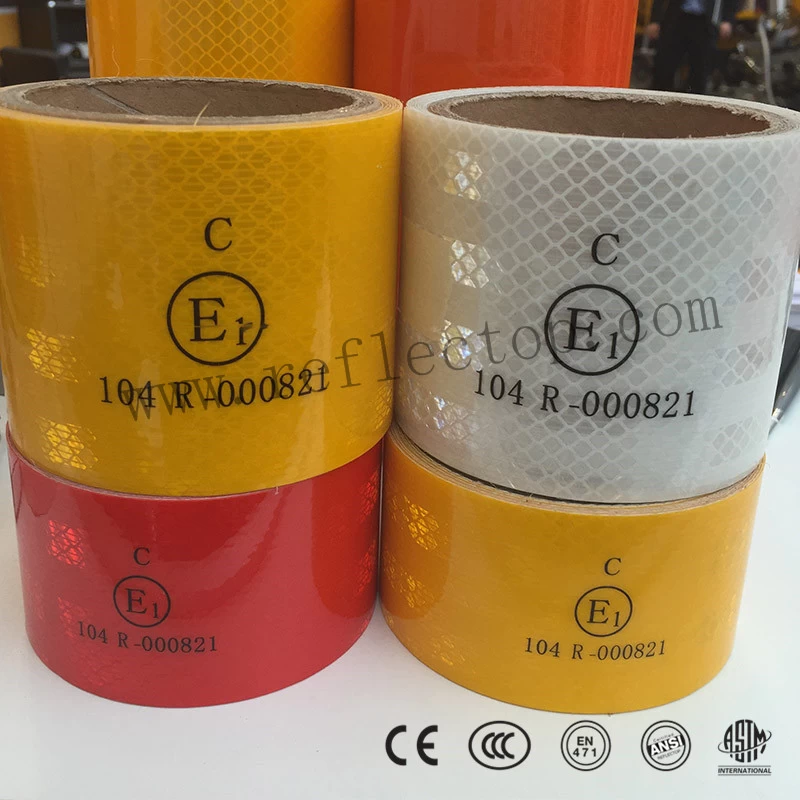 C
E1
104 R-000821
C
E1
104 R-000821
www.reflector.com
C
E1
104 R-000821
C
E1
104 R-000821
CE
CCC
EN
471
ANSI
ASTM
INTERNATIONAL